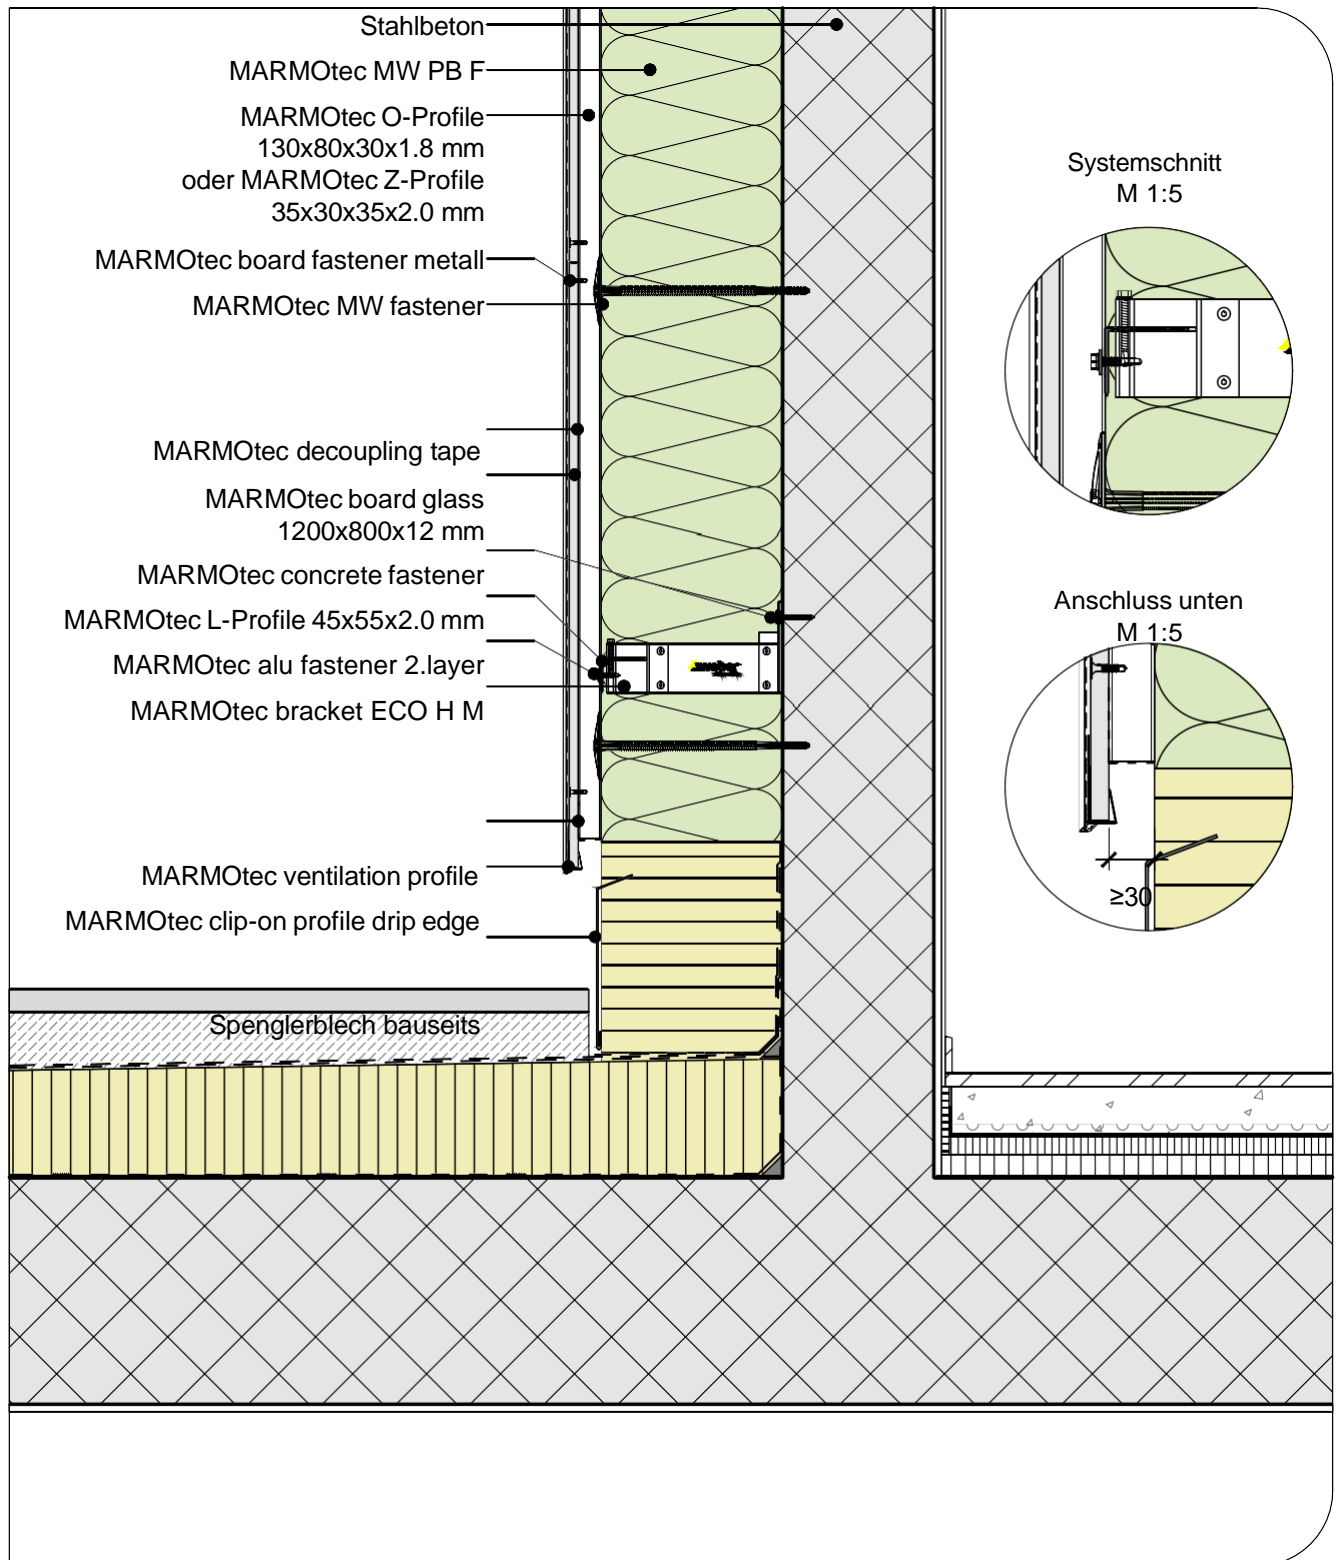 Stahlbeton
MARMOtec MW PB F
MARMOtec O-Profile
130x80x30x1.8 mm
oder MARMOtec Z-Profile
35x30x35x2.0 mm
MARMOtec board fastener metall
MARMOtec MW fastener
MARMOtec decoupling tape
MARMOtec board glass
1200x800x12 mm
MARMOtec concrete fastener
MARMOtec L-Profile 45x55x2.0 mm
MARMOtec alu fastener 2.layer
MARMOtec bracket ECO H M
MARMOtec ventilation profile
MARMOtec clip-on profile drip edge
Spenglerblech bauseits
Systemschnitt
M 1:5
Anschluss unten
M 1:5
≥30